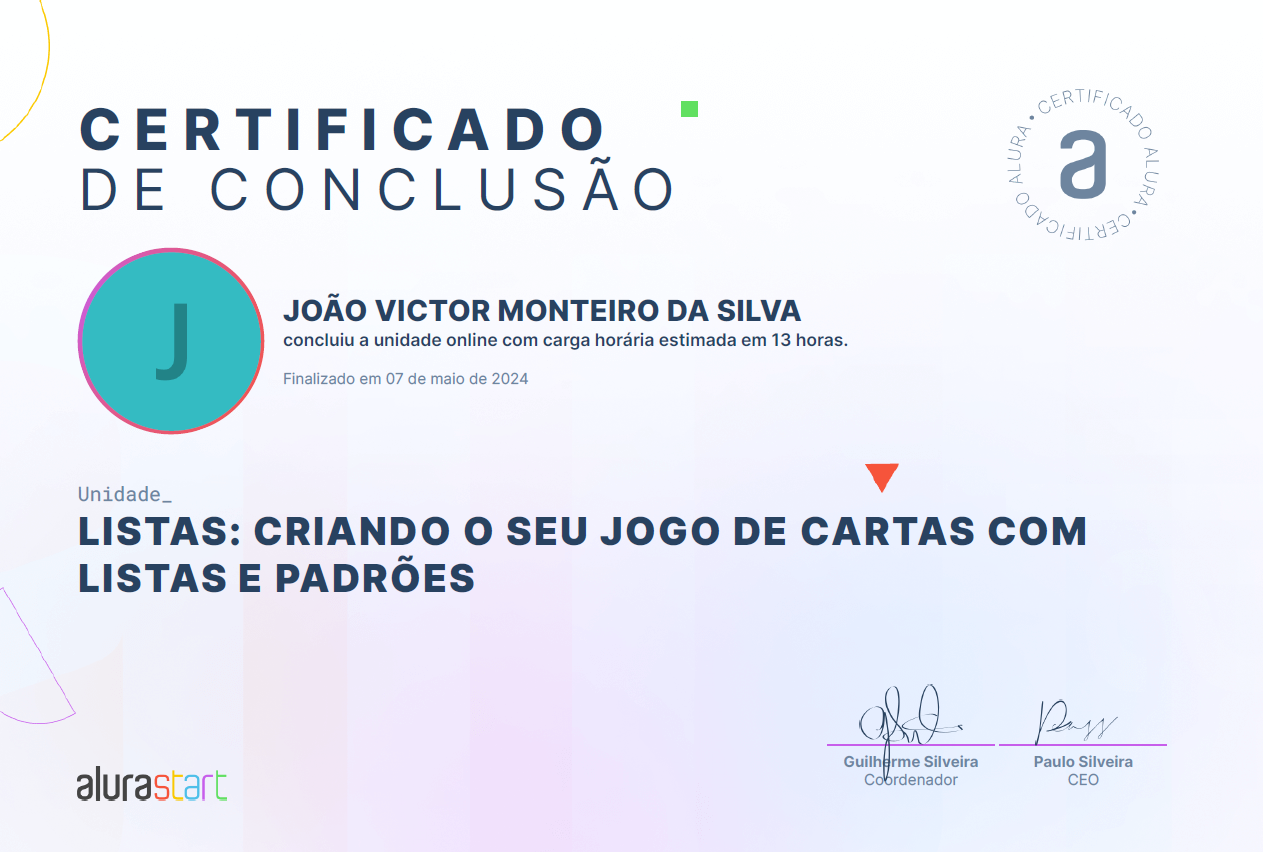 CERTIFICADO
DE CONCLUSÃO
CERTIFICADO ALURA • CERTIFICADO ALURA •
a
J
JOÃO VICTOR MONTEIRO DA SILVA
concluiu a unidade online com carga horária estimada em 13 horas.
Finalizado em 07 de maio de 2024
Unidade_
LISTAS: CRIANDO O SEU JOGO DE CARTAS COM
LISTAS E PADRÕES
Guilherme Silveira
Coordenador
Paulo Silveira
CEO
alurastart